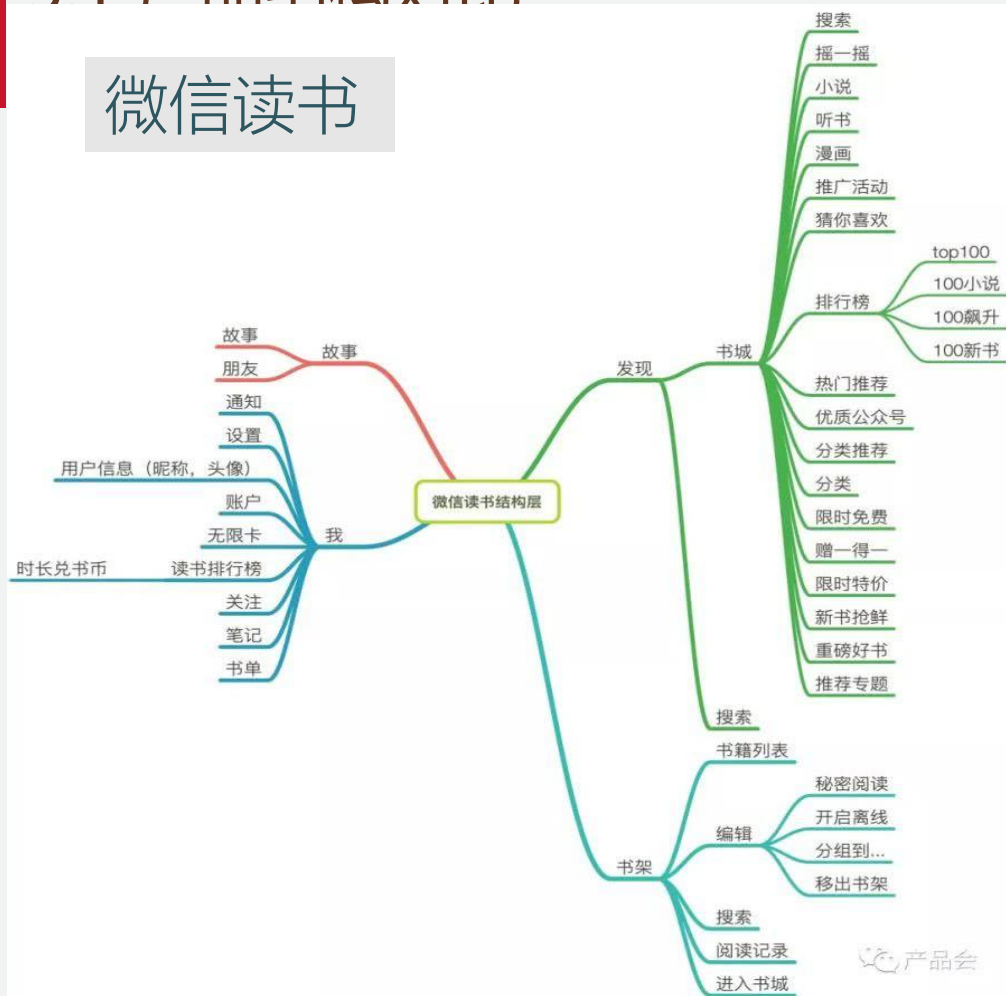 微信读书
微信读书结构层
发现
书城
搜索
摇一摇
小说
听书
漫画
推广活动
猜你喜欢
排行榜
top100
100小说
100飙升
100新书
热门推荐
优质公众号
分类推荐
分类
限时免费
赠一得一
限时特价
新书抢鲜
重磅好书
推荐专题
搜索
书架
书籍列表
编辑
秘密阅读
开启离线
分组到...
移出书架
搜索
阅读记录
进入书城
故事
故事
朋友
我
通知
设置
用户信息（昵称，头像）
账户
无限卡
读书排行榜
时长兑书币
关注
笔记
书单
产品会